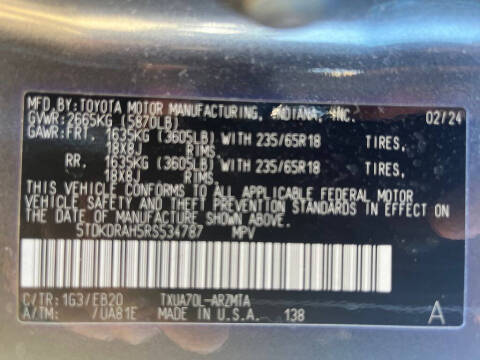 MFD.BY:TOYOTA MOTOR MANUFACTURING, INDIANA, INC. 02/24
GVWR:2665KG (5870LB)
GAWR:FRT. 1635KG (3605LB) WITH 235/65R18 TIRES,
18X8J RIMS
RR. 1635KG (3605LB) WITH 235/65R18 TIRES,
18X8J RIMS
THIS VEHICLE CONFORMS TO ALL APPLICABLE FEDERAL MOTOR
VEHICLE SAFETY AND THEFT PREVENTION STANDARDS IN EFFECT ON
THE DATE OF MANUFACTURE SHOWN ABOVE.
5TDKDRAH5RS534787 MPV
C/TR: 1G3/EB20 TXUA70L-ARZMTA
A/TM: /UA81E MADE IN U.S.A. 138 A